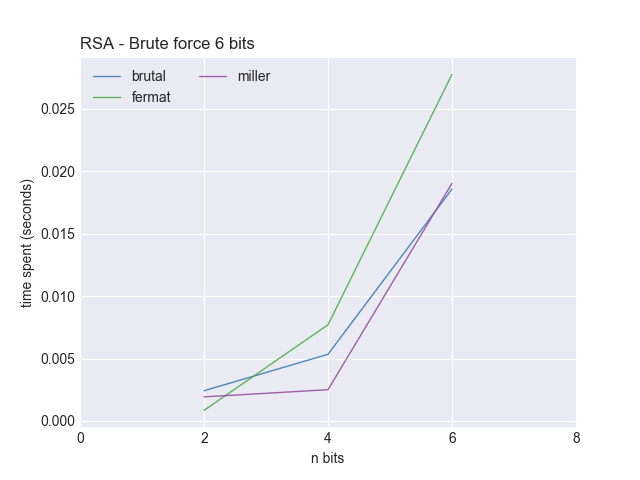 RSA - Brute force 6 bits
brutal miller
fermat
0.025
0.020
0.015
0.010
0.005
0.000
time spent (seconds)
0 2 4 6 8
n bits